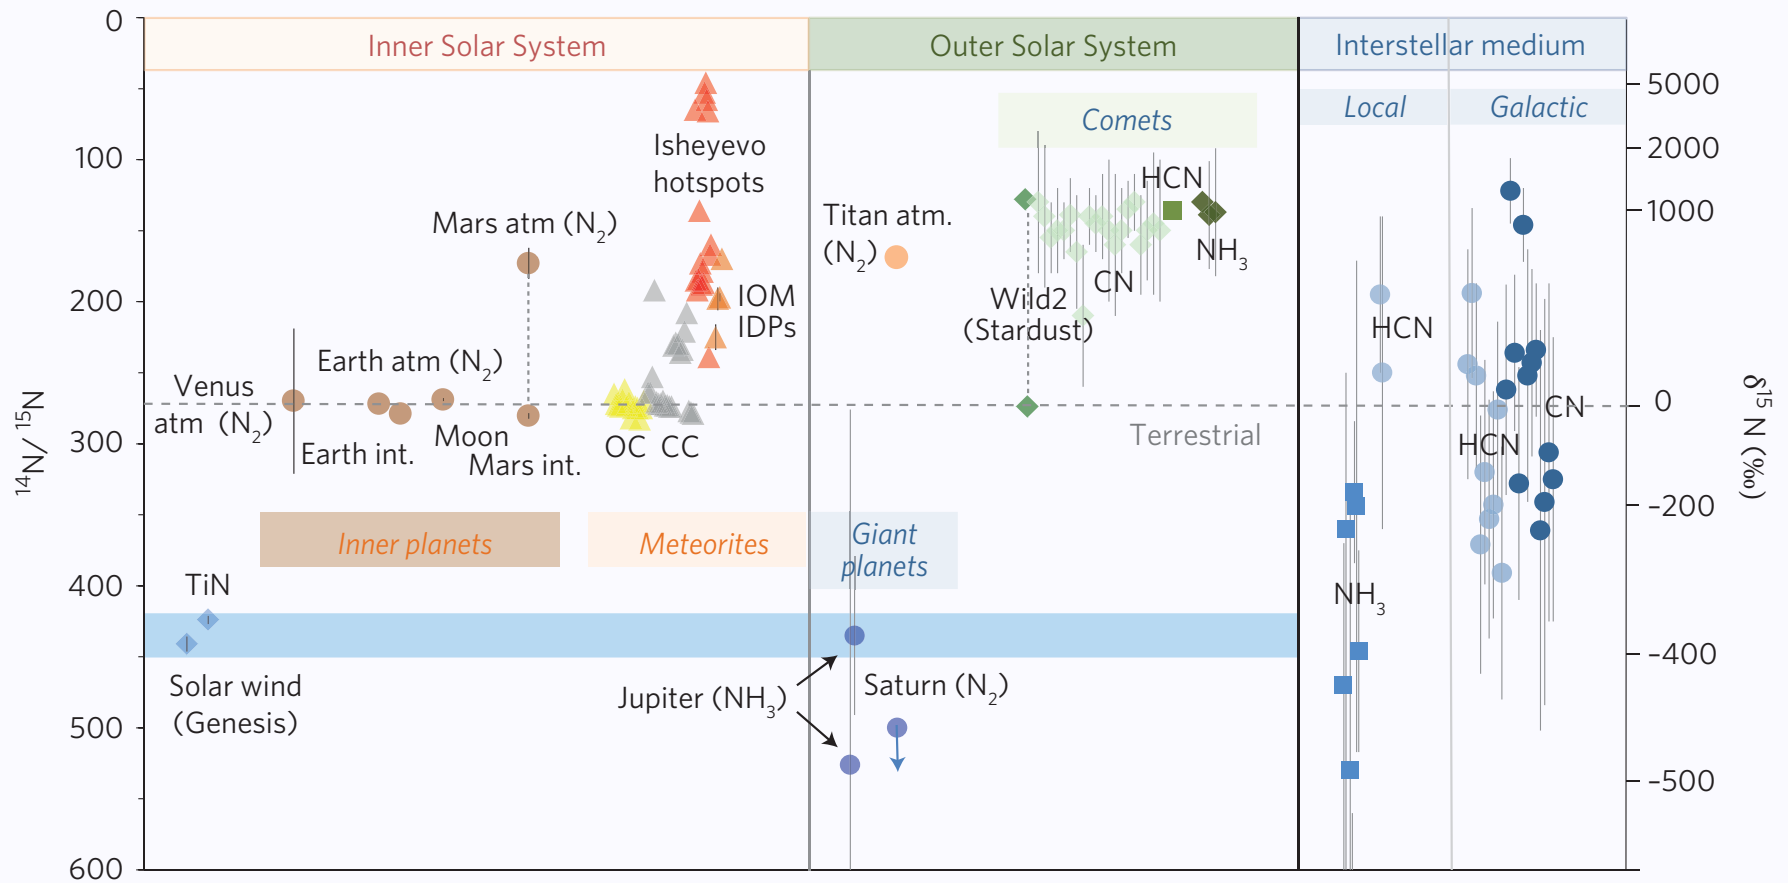 Inner Solar System
Outer Solar System
Interstellar medium
Local
Galactic
Comets
0
100
200
300
400
500
600
¹⁴N/ ¹⁵N
5000
2000
1000
0
-200
-400
-500
δ¹⁵ N (‰)
Isheyevo
hotspots
Mars atm (N₂)
Titan atm.
(N₂)
HCN
NH₃
CN
Wild2
(Stardust)
IOM
IDPs
Earth atm (N₂)
Venus
atm (N₂)
Earth int.
Moon
Mars int.
OC
CC
Terrestrial
HCN
CN
HCN
Inner planets
Meteorites
Giant
planets
TiN
NH₃
Solar wind
(Genesis)
Jupiter (NH₃)
Saturn (N₂)